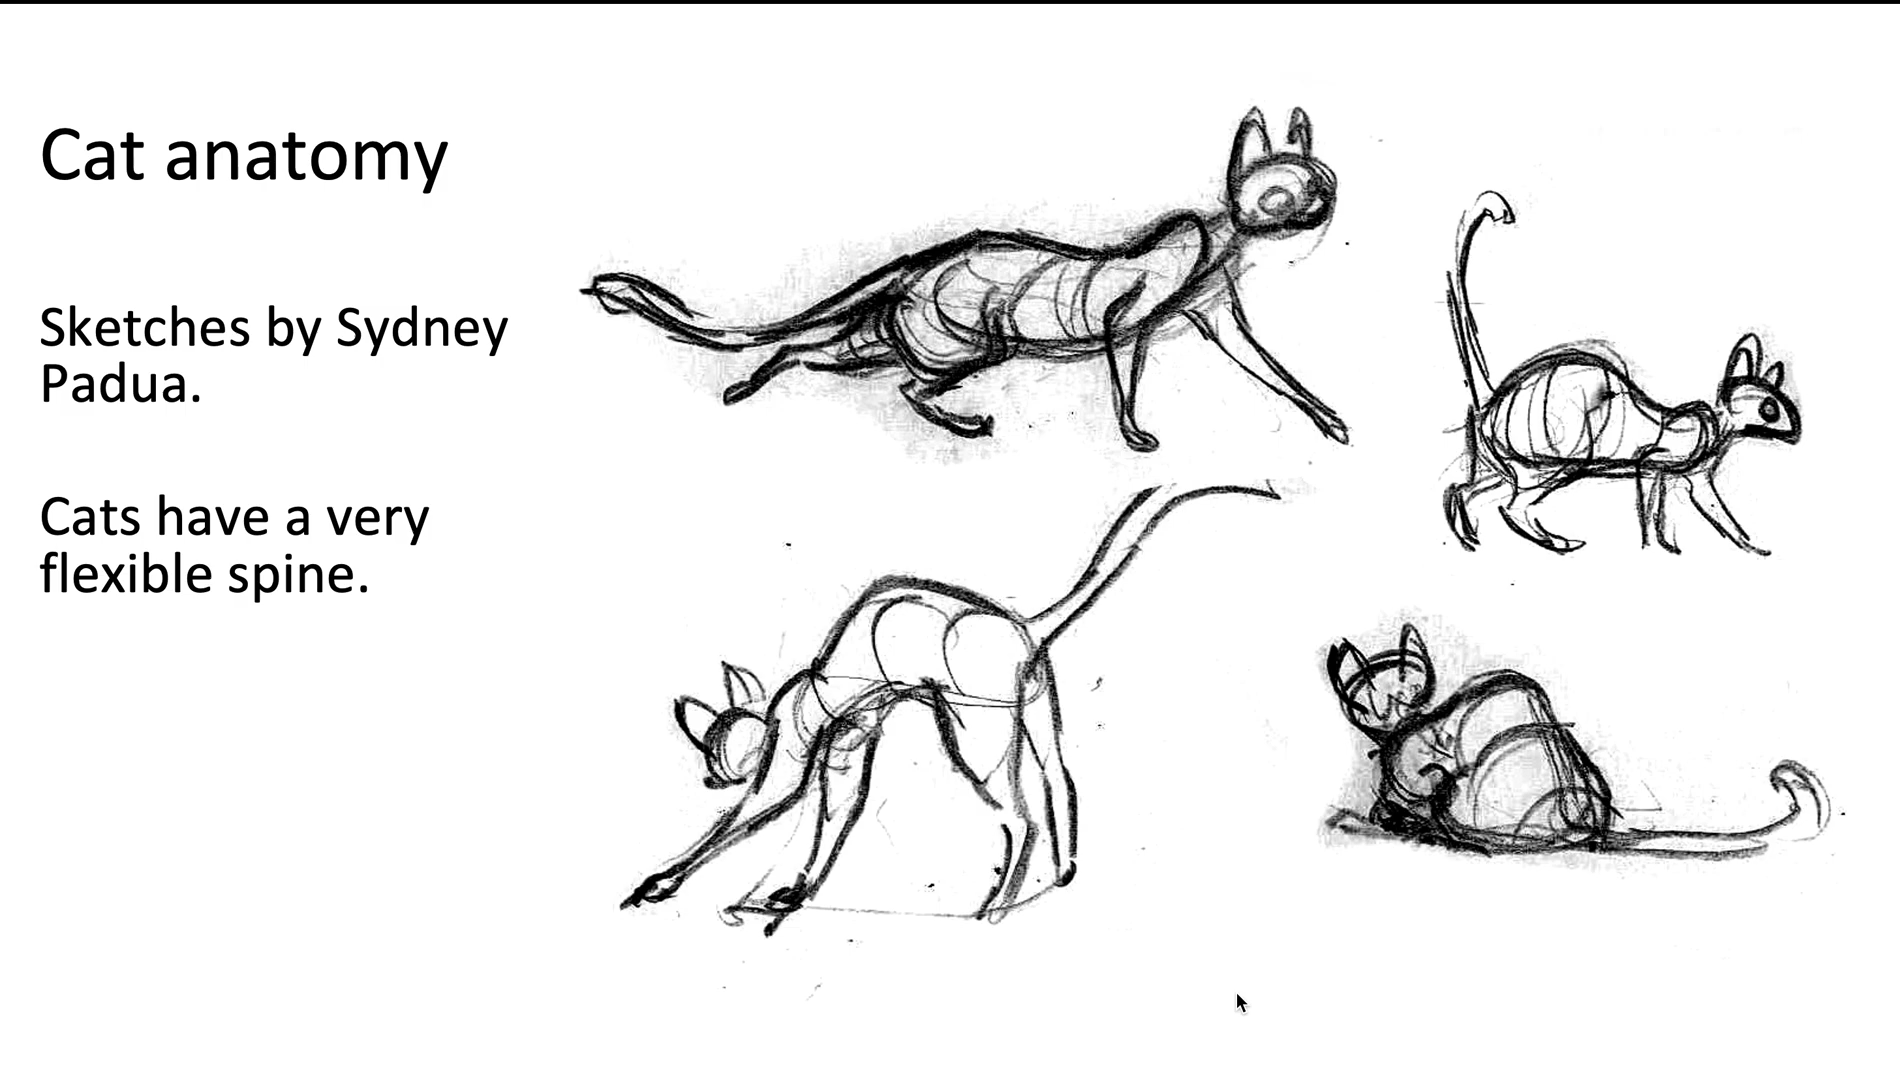 Cat anatomy
Sketches by Sydney
Padua.
Cats have a very
flexible spine.